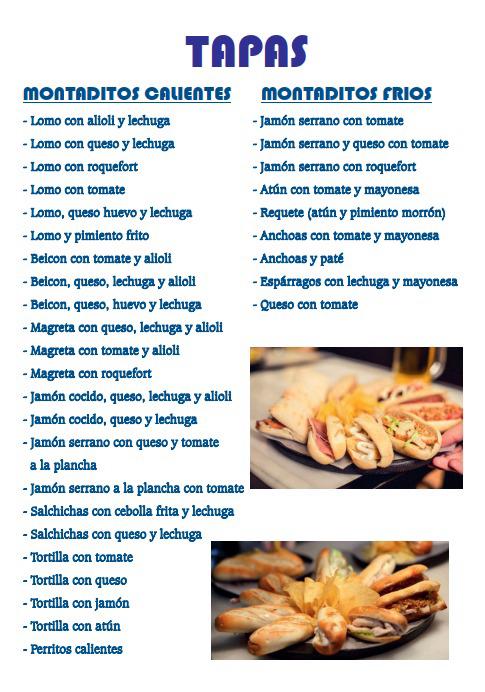 TAPAS
MONTADITOS CALIENTES
- Lomo con alioli y lechuga
- Lomo con queso y lechuga
- Lomo con roquefort
- Lomo con tomate
- Lomo, queso huevo y lechuga
- Lomo y pimiento frito
- Beicon con tomate y alioli
- Beicon, queso, lechuga y alioli
- Beicon, queso, huevo y lechuga
- Magreta con queso, lechuga y alioli
- Magreta con tomate y alioli
- Magreta con roquefort
- Jamón cocido, queso, lechuga y alioli
- Jamón cocido, queso y lechuga
- Jamón serrano con queso y tomate
a la plancha
- Jamón serrano a la plancha con tomate
- Salchichas con cebolla frita y lechuga
- Salchichas con queso y lechuga
- Tortilla con tomate
- Tortilla con queso
- Tortilla con jamón
- Tortilla con atún
- Perritos calientes
MONTADITOS FRIOS
- Jamón serrano con tomate
- Jamón serrano y queso con tomate
- Jamón serrano con roquefort
- Atún con tomate y mayonesa
- Requete (atún y pimiento morrón)
- Anchoas con tomate y mayonesa
- Anchoas y paté
- Espárragos con lechuga y mayonesa
- Queso con tomate